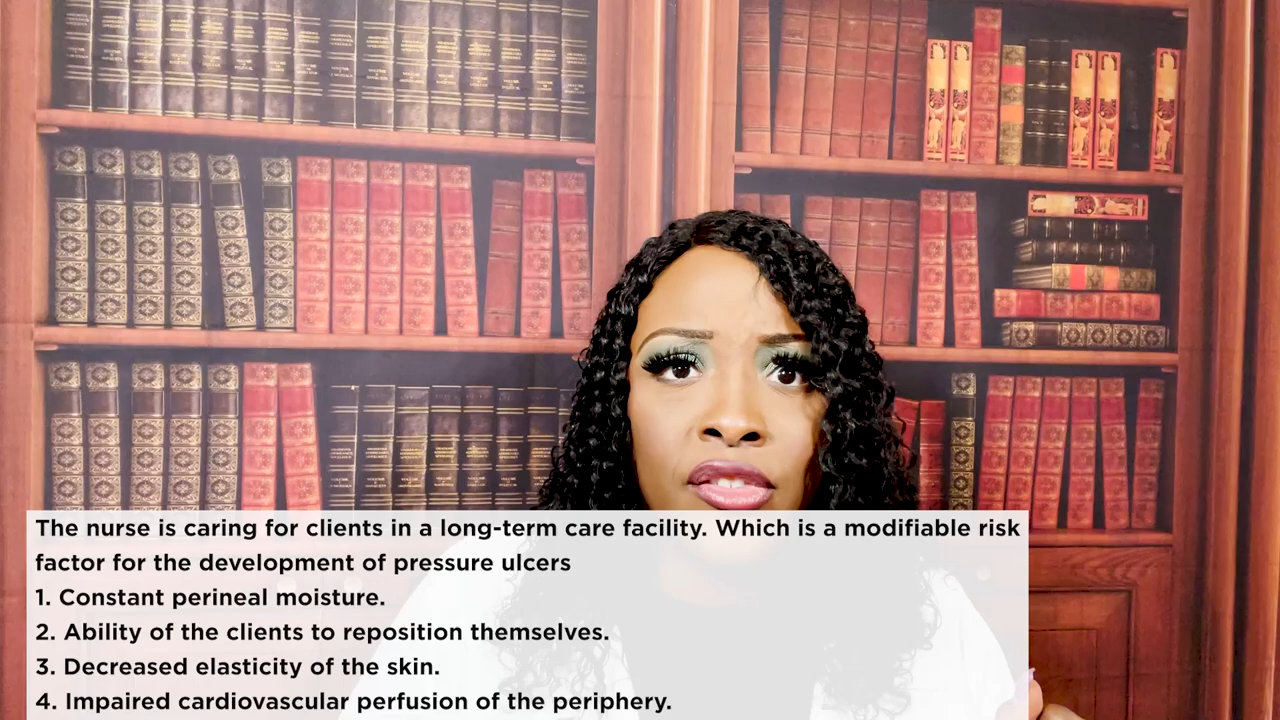 The nurse is caring for clients in a long-term care facility. Which is a modifiable risk
factor for the development of pressure ulcers
1. Constant perineal moisture.
2. Ability of the clients to reposition themselves.
3. Decreased elasticity of the skin.
4. Impaired cardiovascular perfusion of the periphery.